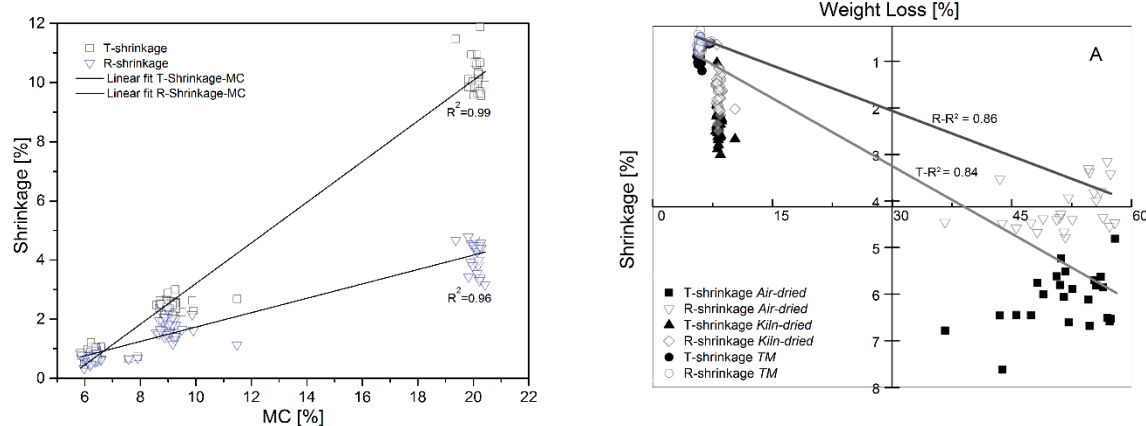 12
10
8
6
4
2
0
Shrinkage [%]
T-shrinkage
R-shrinkage
Linear fit T-Shrinkage-MC
Linear fit R-Shrinkage-MC
R²=0.99
R²=0.96
6 8 10 12 14 16 18 20 22
MC [%]
Weight Loss [%]
A
1
2
3
4
5
6
7
8
R-R² = 0.86
T-R² = 0.84
0 15 30 45 60
Shrinkage [%]
T-shrinkage Air-dried
R-shrinkage Air-dried
T-shrinkage Kiln-dried
R-shrinkage Kiln-dried
T-shrinkage TM
R-shrinkage TM